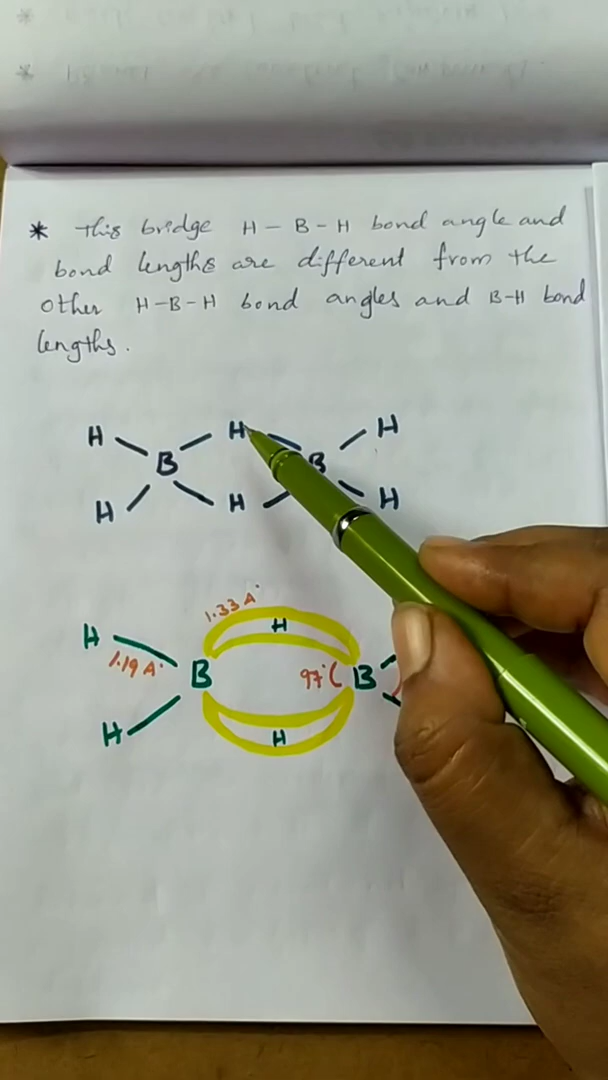 * This bridge H - B - H bond angle and
bond lengths are different from the
other H-B-H bond angles and B-H bond
lengths.
H H H
B B
H H H
1.33 A°
H H
1.19 A° B 97° B
H H